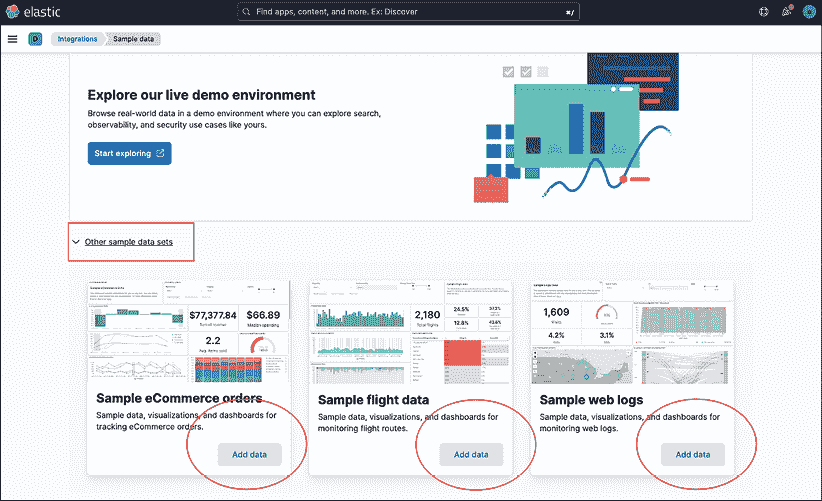 elastic
Find apps, content, and more. Ex: Discover
⌘/
D
Integrations
Sample data
Explore our live demo environment
Browse real-world data in a demo environment where you can explore search,
observability, and security use cases like yours.
Start exploring
Other sample data sets
$77,377.84
$66.89
2.2
2,180
24.5%
12.8%
1,609
4.2%
3.1%
Sample eCommerce orders
Sample data, visualizations, and dashboards for
tracking eCommerce orders.
Add data
Sample flight data
Sample data, visualizations, and dashboards for
monitoring flight routes.
Add data
Sample web logs
Sample data, visualizations, and dashboards for
monitoring web logs.
Add data